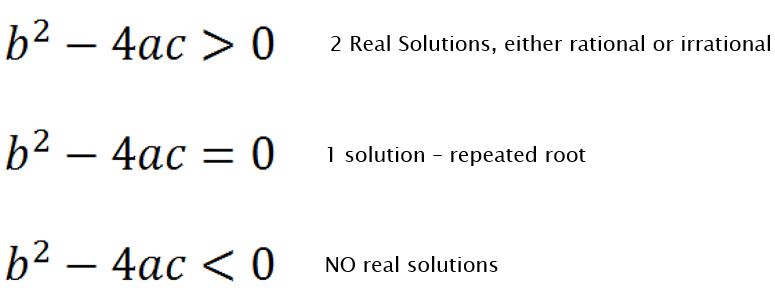 b² − 4ac > 0 2 Real Solutions, either rational or irrational
b² − 4ac = 0 1 solution – repeated root
b² − 4ac < 0 NO real solutions